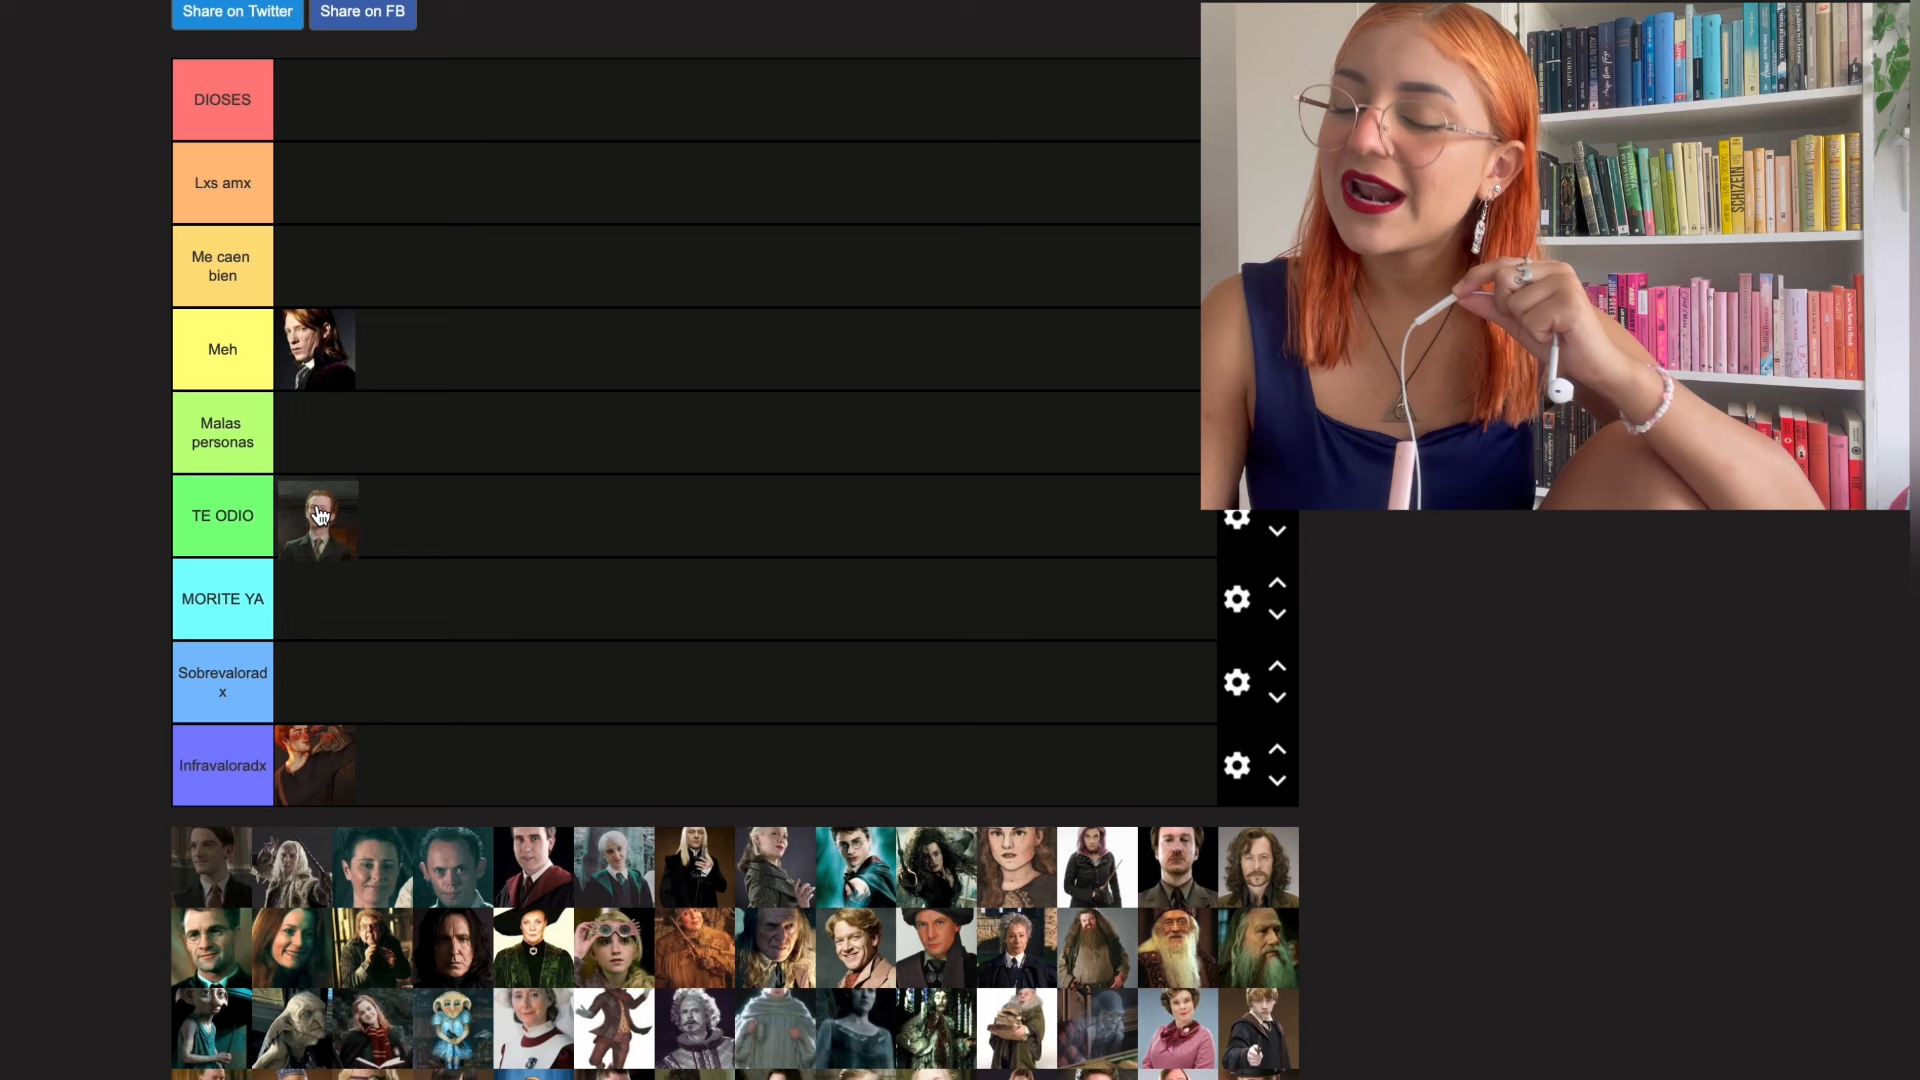 Share on Twitter
Share on FB
DIOSES
Lxs amx
Me caen
bien
Meh
Malas
personas
TE ODIO
MORITE YA
Sobrevalorad
x
Infravaloradx
SCHIZEIN